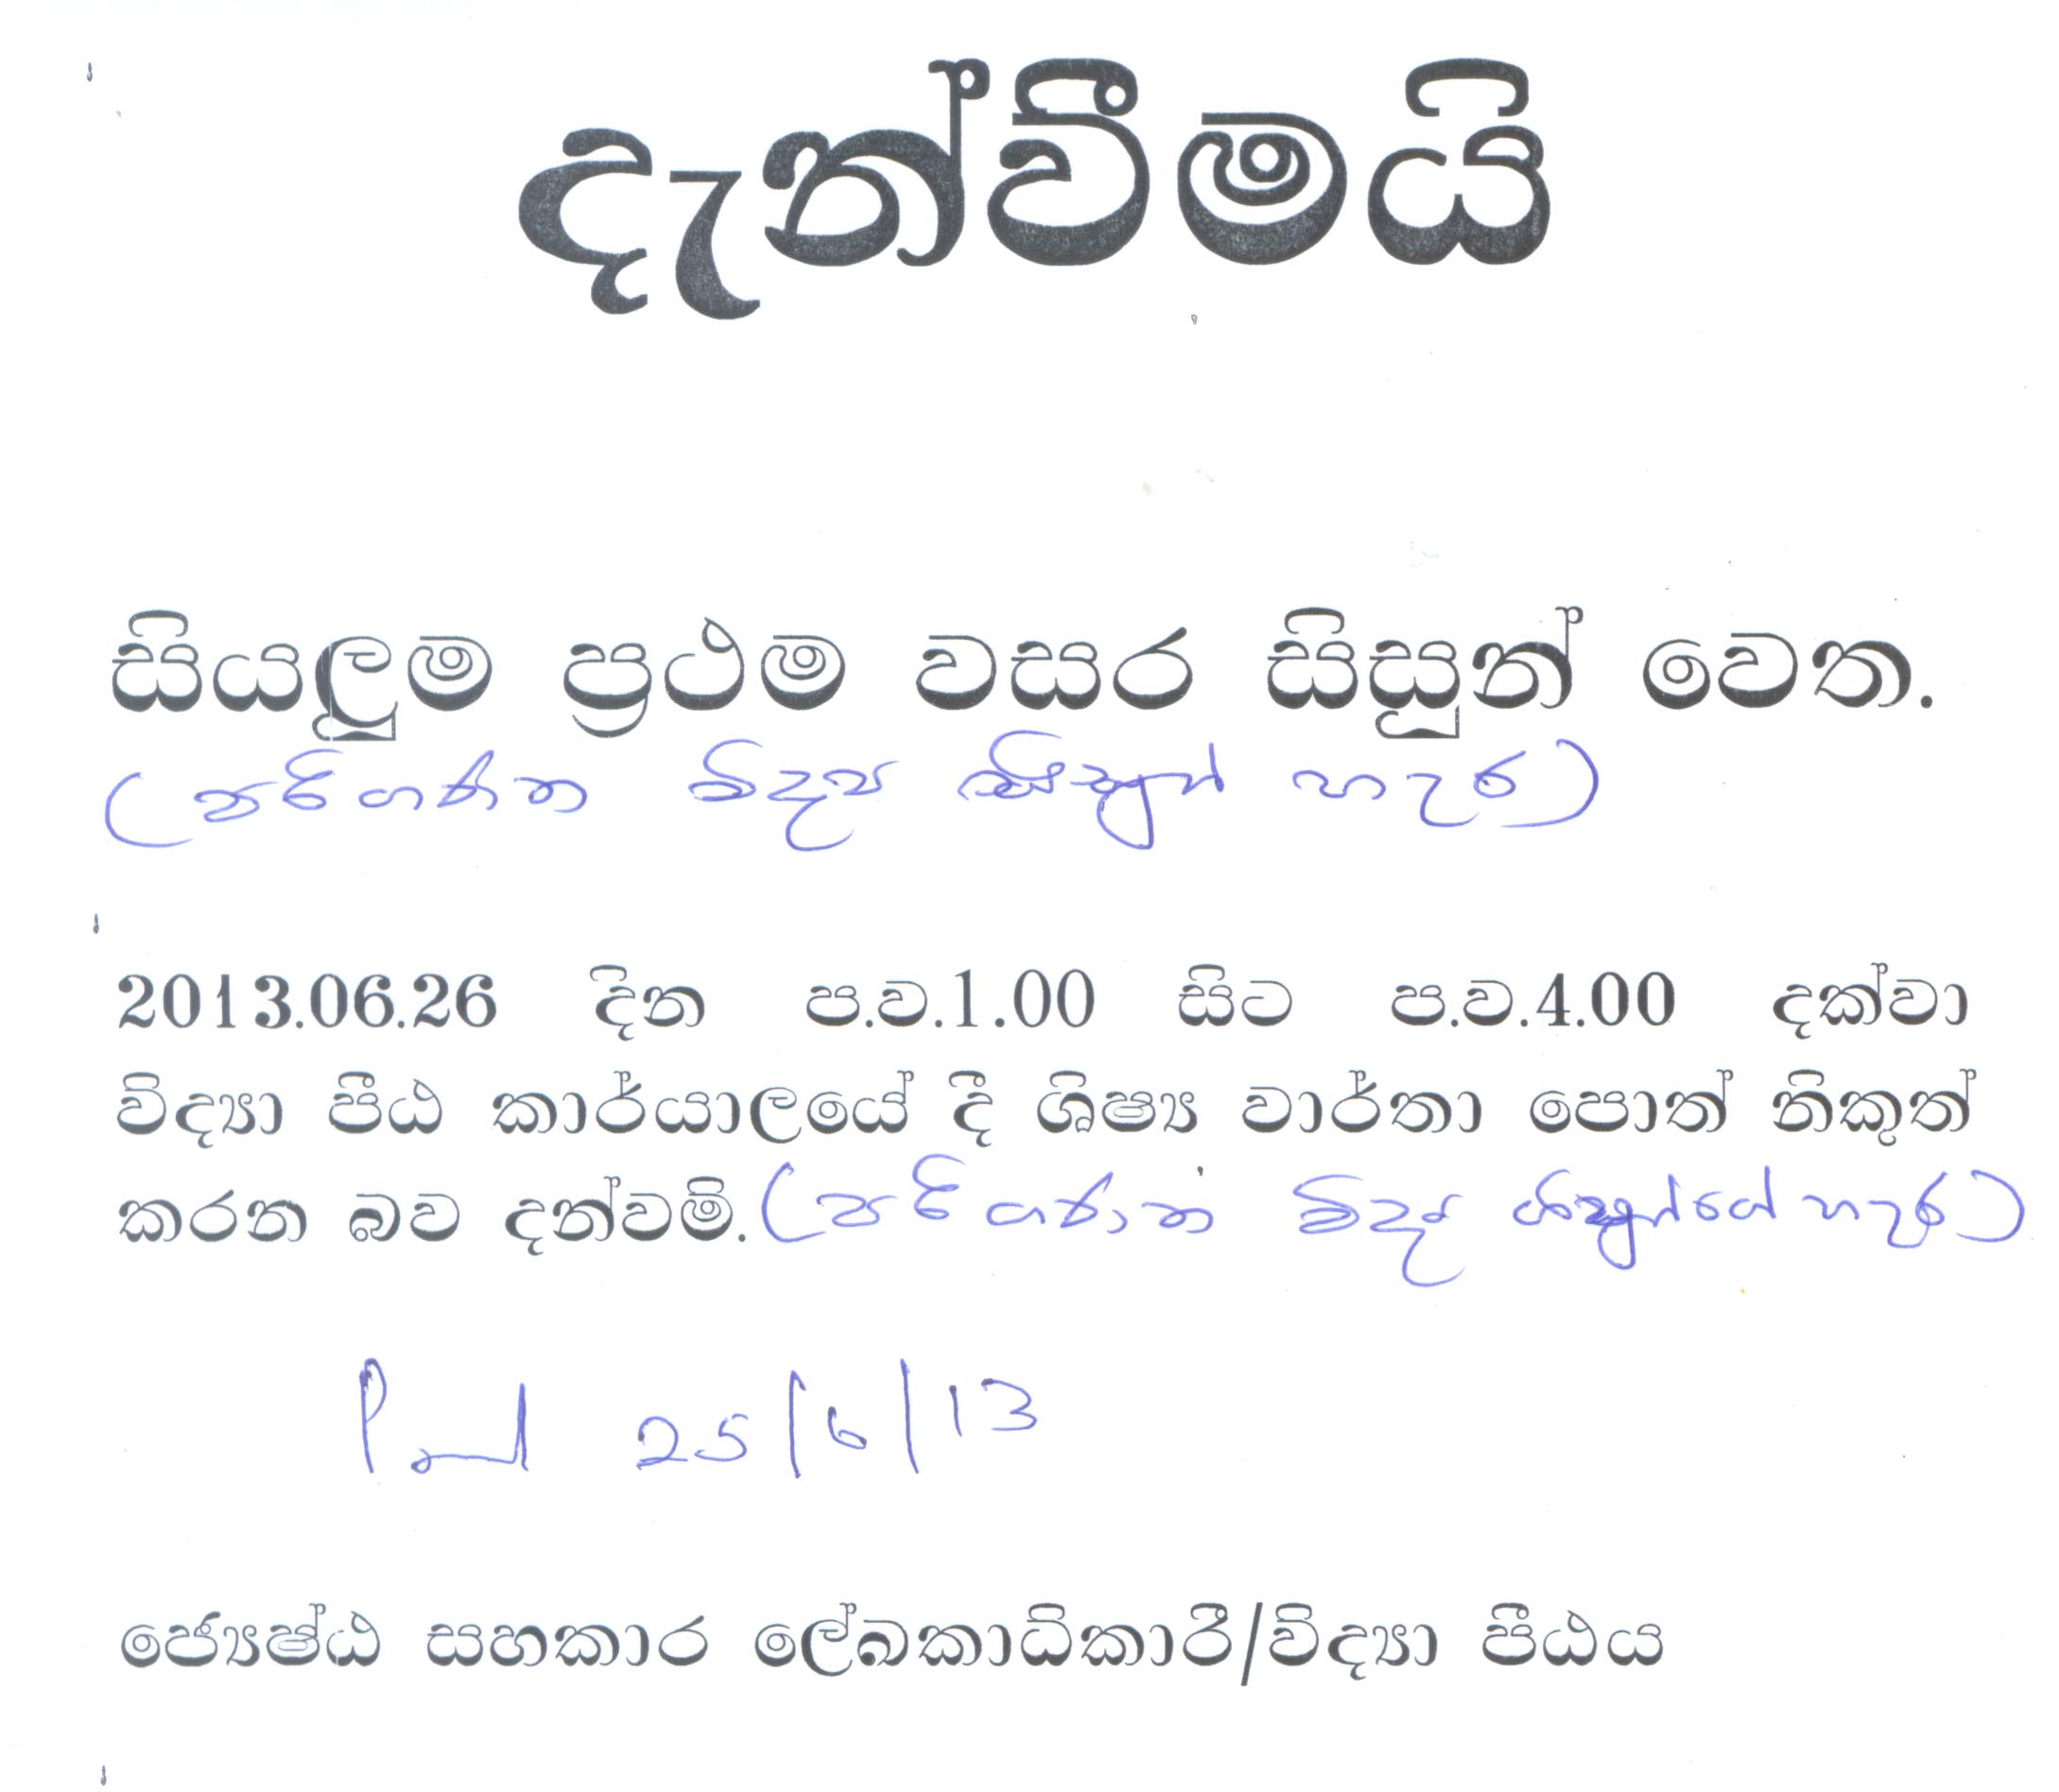 දැන්වීමයි
සියලුම ප්‍රථම වසර සිසුන් වෙත.
(පරිගණක විද්‍යා සිසුන් හැර)
2013.06.26 දින ප.ව.1.00 සිට ප.ව.4.00 දක්වා
විද්‍යා පීඨ කාර්යාලයේ දී ශිෂ්‍ය වාර්තා පොත් නිකුත්
කරන බව දන්වමි. (පරිගණක විද්‍යා සිසුන්ගේ හැර)
25/6/13
ජ්‍යෙෂ්ඨ සහකාර ලේඛකාධිකාරී/විද්‍යා පීඨය